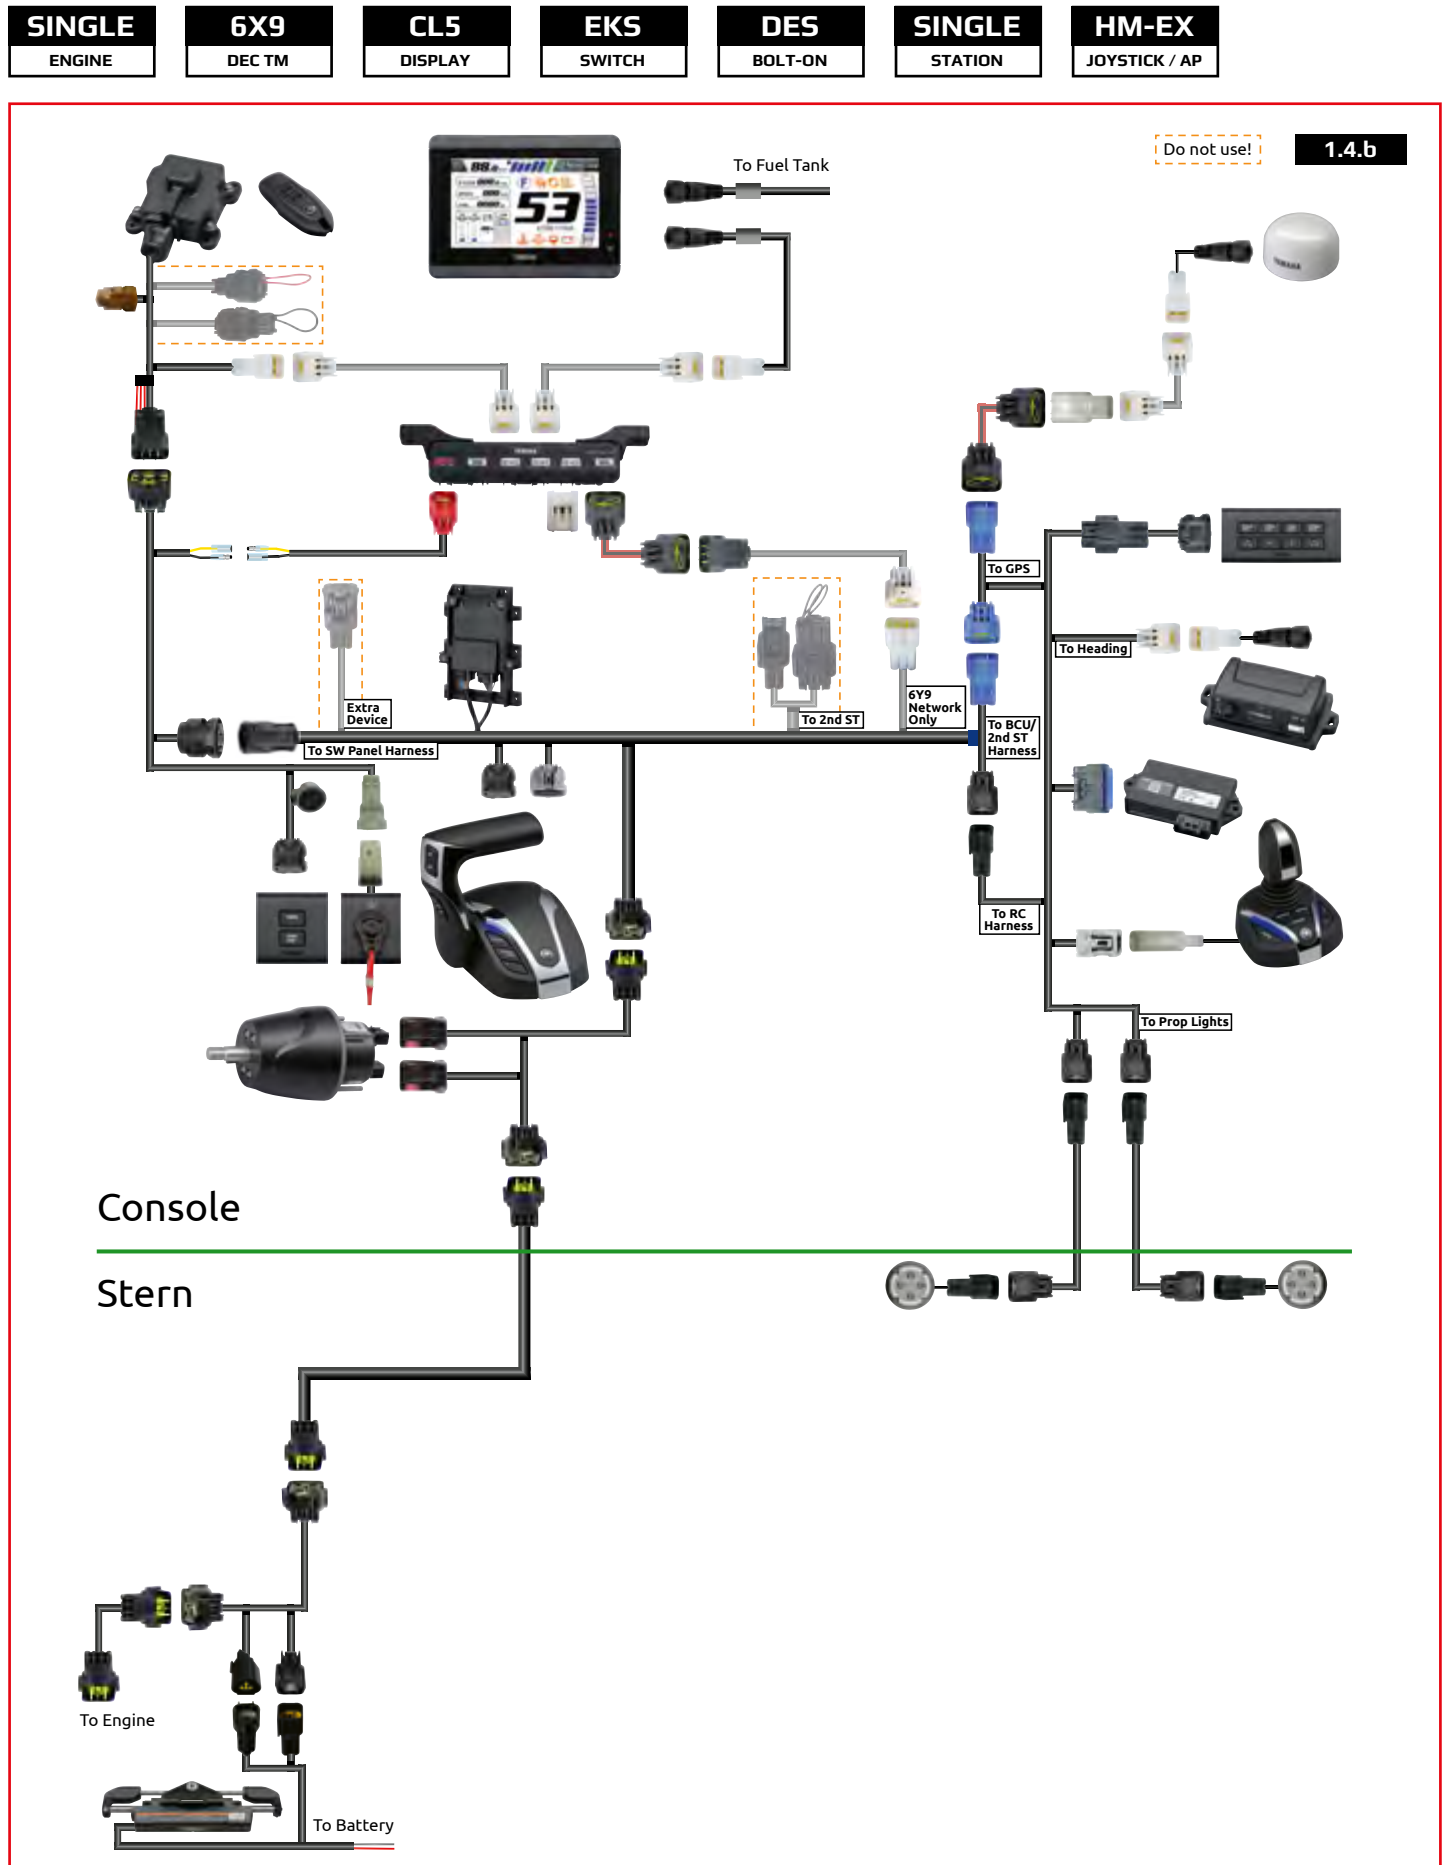 SINGLE
ENGINE
6X9
DEC TM
CL5
DISPLAY
EKS
SWITCH
DES
BOLT-ON
SINGLE
STATION
HM-EX
JOYSTICK / AP
Do not use!
1.4.b
To Fuel Tank
53
YAMAHA
To GPS
To Heading
Extra
Device
To 2nd ST
6Y9
Network
Only
To BCU/
2nd ST
Harness
To SW Panel Harness
To RC
Harness
To Prop Lights
Console
Stern
To Engine
To Battery